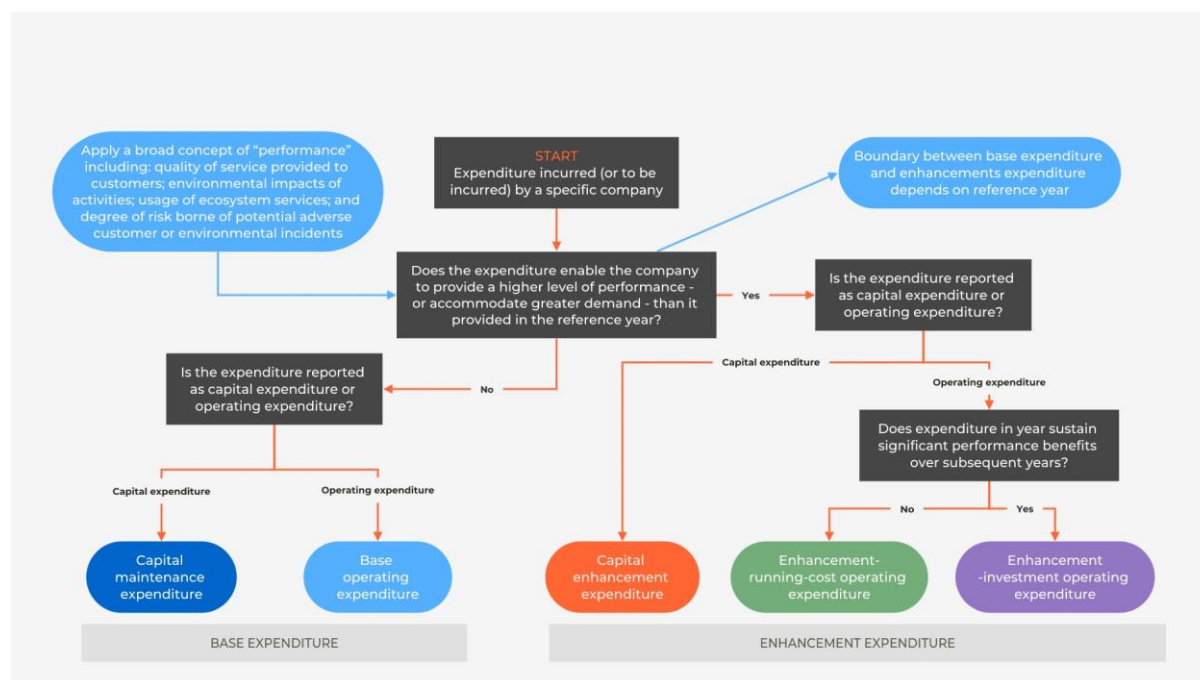 Apply a broad concept of “performance”
including: quality of service provided to
customers; environmental impacts of
activities; usage of ecosystem services; and
degree of risk borne of potential adverse
customer or environmental incidents
START
Expenditure incurred (or to be
incurred) by a specific company
Boundary between base expenditure
and enhancements expenditure
depends on reference year
Does the expenditure enable the company
to provide a higher level of performance -
or accommodate greater demand - than it
provided in the reference year?
Yes
Is the expenditure reported
as capital expenditure or
operating expenditure?
No
Is the expenditure reported
as capital expenditure or
operating expenditure?
Capital expenditure
Operating expenditure
Does expenditure in year sustain
significant performance benefits
over subsequent years?
Capital expenditure
Operating expenditure
No
Yes
Capital
maintenance
expenditure
Base
operating
expenditure
Capital
enhancement
expenditure
Enhancement-
running-cost operating
expenditure
Enhancement
-investment operating
expenditure
BASE EXPENDITURE
ENHANCEMENT EXPENDITURE